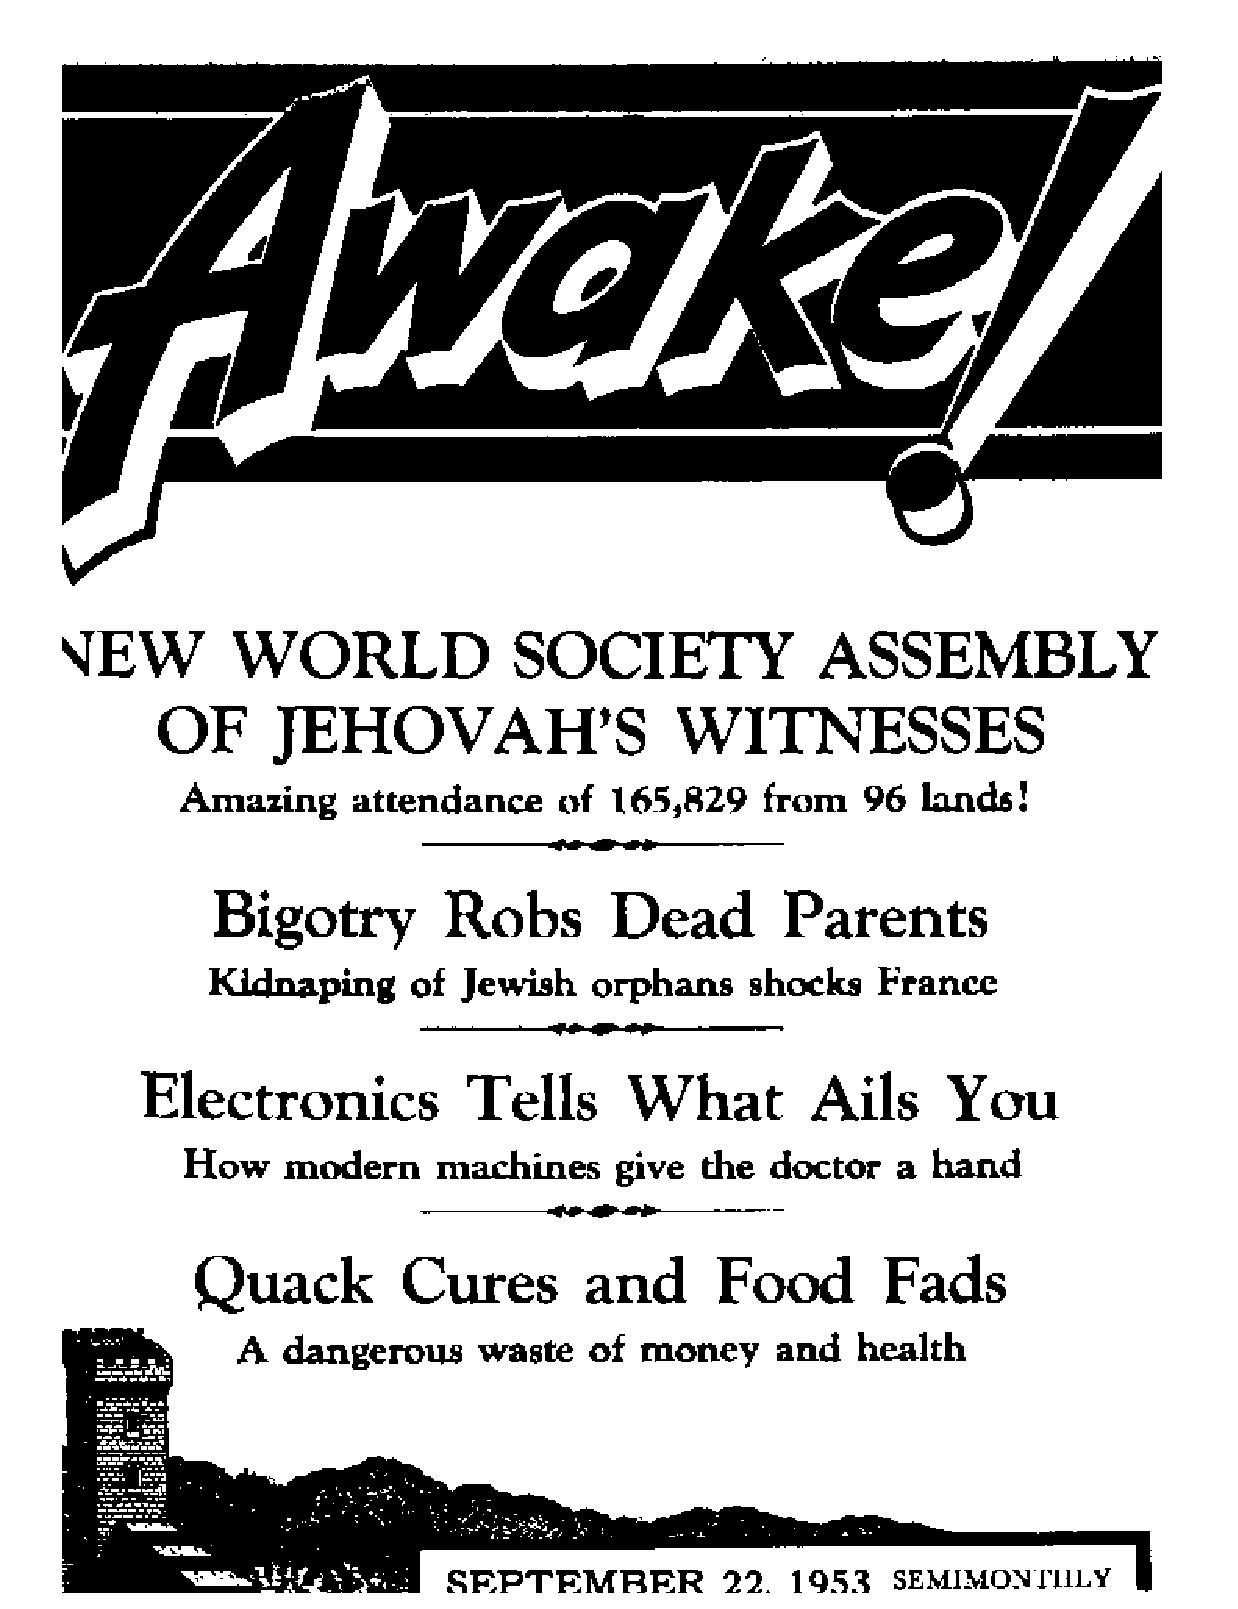 Awake!
NEW WORLD SOCIETY ASSEMBLY
OF JEHOVAH'S WITNESSES
Amazing attendance of 165,829 from 96 lands!
Bigotry Robs Dead Parents
Kidnaping of Jewish orphans shocks France
Electronics Tells What Ails You
How modern machines give the doctor a hand
Quack Cures and Food Fads
A dangerous waste of money and health
SEPTEMBER 22, 1953 SEMIMONTHLY